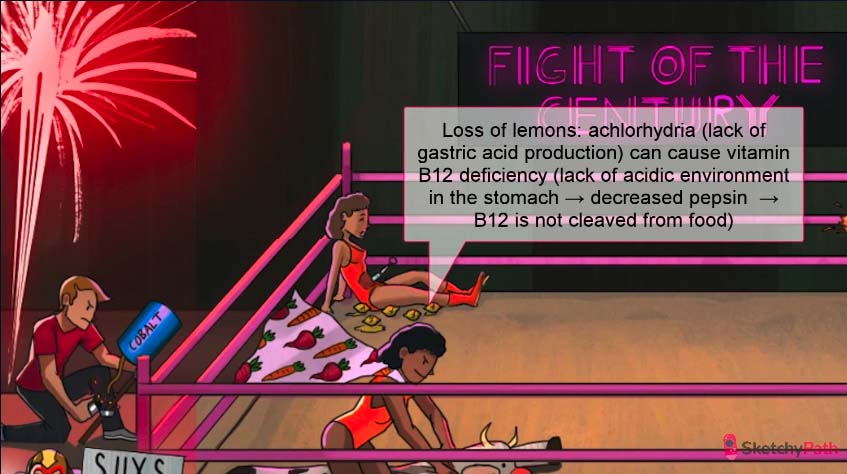 FIGHT OF THE
CENTURY
Loss of lemons: achlorhydria (lack of
gastric acid production) can cause vitamin
B12 deficiency (lack of acidic environment
in the stomach → decreased pepsin →
B12 is not cleaved from food)
COBALT
SketchyPath